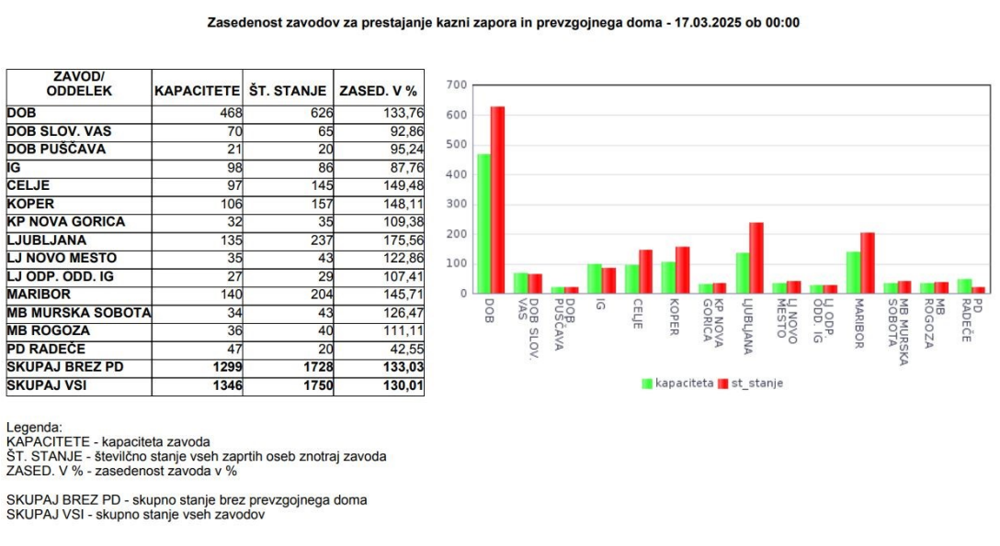 Zasedenost zavodov za prestajanje kazni zapora in prevzgojnega doma - 17.03.2025 ob 00:00
ZAVOD/
ODDELEK KAPACITETE ŠT. STANJE ZASED. V %
DOB 468 626 133,76
DOB SLOV. VAS 70 65 92,86
DOB PUŠČAVA 21 20 95,24
IG 98 86 87,76
CELJE 97 145 149,48
KOPER 106 157 148,11
KP NOVA GORICA 32 35 109,38
LJUBLJANA 135 237 175,56
LJ NOVO MESTO 35 43 122,86
LJ ODP. ODD. IG 27 29 107,41
MARIBOR 140 204 145,71
MB MURSKA SOBOTA 34 43 126,47
MB ROGOZA 36 40 111,11
PD RADEČE 47 20 42,55
SKUPAJ BREZ PD 1299 1728 133,03
SKUPAJ VSI 1346 1750 130,01
700
600
500
400
300
200
100
0
DOB
DOB SLOV.
VAS
DOB
PUŠČAVA
IG
CELJE
KOPER
KP NOVA
GORICA
LJUBLJANA
LJ NOVO
MESTO
LJ ODP.
ODD. IG
MARIBOR
MB MURSKA
SOBOTA
MB
ROGOZA
PD
RADEČE
kapaciteta st_stanje
Legenda:
KAPACITETE - kapaciteta zavoda
ŠT. STANJE - številčno stanje vseh zaprtih oseb znotraj zavoda
ZASED. V % - zasedenost zavoda v %
SKUPAJ BREZ PD - skupno stanje brez prevzgojnega doma
SKUPAJ VSI - skupno stanje vseh zavodov